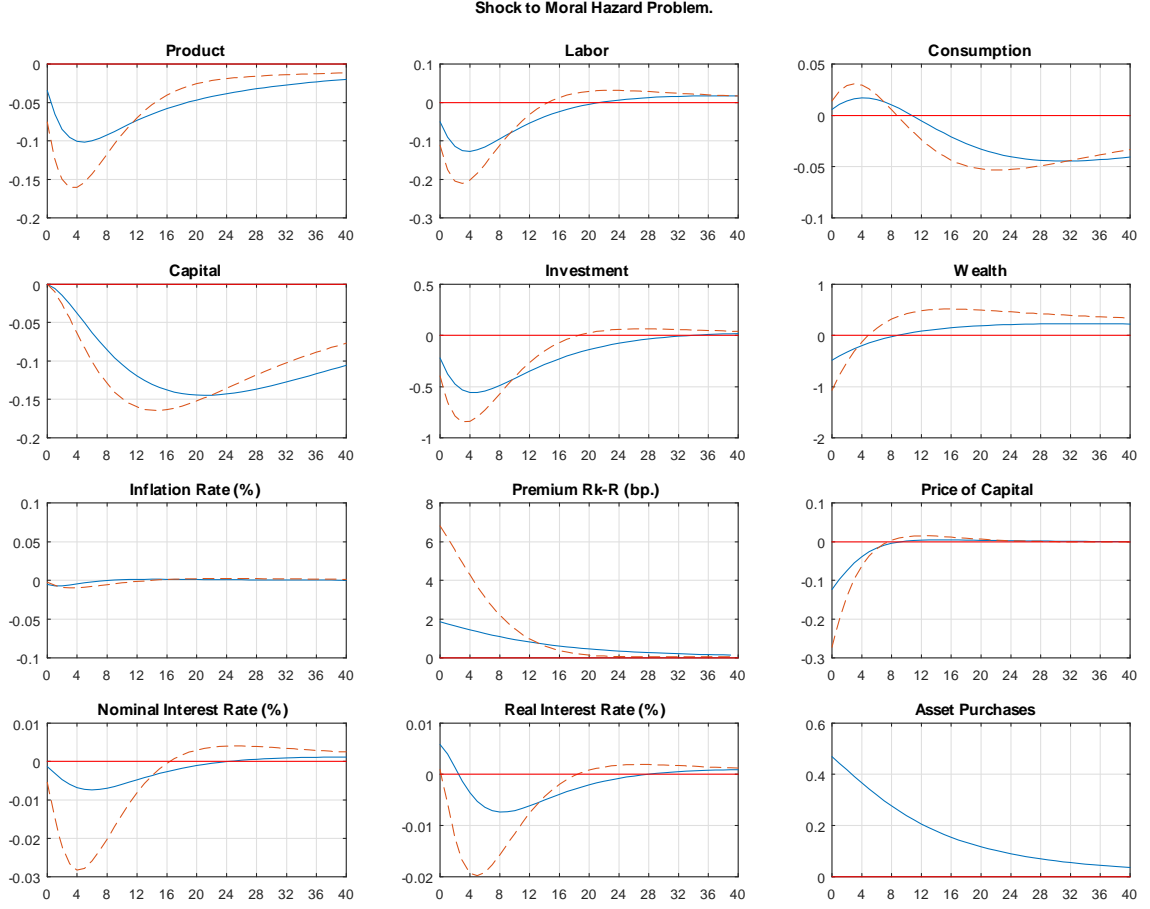 Shock to Moral Hazard Problem.
Product
0
-0.05
-0.1
-0.15
-0.2
0 4 8 12 16 20 24 28 32 36 40
Labor
0.1
0
-0.1
-0.2
-0.3
0 4 8 12 16 20 24 28 32 36 40
Consumption
0.05
0
-0.05
-0.1
0 4 8 12 16 20 24 28 32 36 40
Capital
0
-0.05
-0.1
-0.15
-0.2
0 4 8 12 16 20 24 28 32 36 40
Investment
0.5
0
-0.5
-1
0 4 8 12 16 20 24 28 32 36 40
Wealth
1
0
-1
-2
0 4 8 12 16 20 24 28 32 36 40
Inflation Rate (%)
0.1
0.05
0
-0.05
-0.1
0 4 8 12 16 20 24 28 32 36 40
Premium Rk-R (bp.)
8
6
4
2
0
0 4 8 12 16 20 24 28 32 36 40
Price of Capital
0.1
0
-0.1
-0.2
-0.3
0 4 8 12 16 20 24 28 32 36 40
Nominal Interest Rate (%)
0.01
0
-0.01
-0.02
-0.03
0 4 8 12 16 20 24 28 32 36 40
Real Interest Rate (%)
0.01
0
-0.01
-0.02
0 4 8 12 16 20 24 28 32 36 40
Asset Purchases
0.6
0.4
0.2
0
0 4 8 12 16 20 24 28 32 36 40